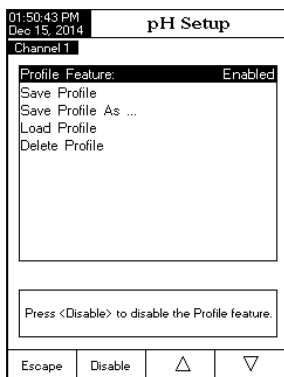 01:50:43 PM
Dec 15, 2014
pH Setup
Channel 1
Profile Feature: Enabled
Save Profile
Save Profile As ...
Load Profile
Delete Profile
Press <Disable> to disable the Profile feature.
Escape Disable △ ▽